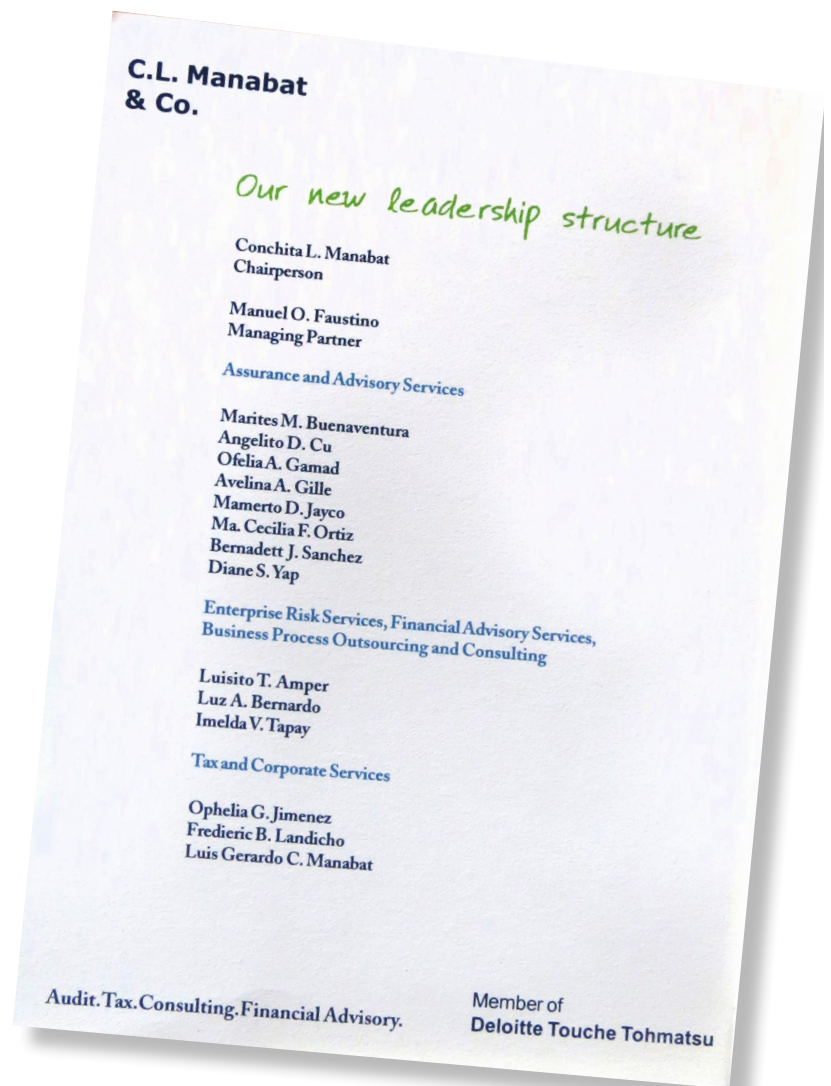 C.L. Manabat
& Co.
Our new leadership structure
Conchita L. Manabat
Chairperson
Manuel O. Faustino
Managing Partner
Assurance and Advisory Services
Marites M. Buenaventura
Angelito D. Cu
Ofelia A. Gamad
Avelina A. Gille
Mamerto D. Jayco
Ma. Cecilia F. Ortiz
Bernadett J. Sanchez
Diane S. Yap
Enterprise Risk Services, Financial Advisory Services,
Business Process Outsourcing and Consulting
Luisito T. Amper
Luz A. Bernardo
Imelda V. Tapay
Tax and Corporate Services
Ophelia G. Jimenez
Fredieric B. Landicho
Luis Gerardo C. Manabat
Audit.Tax.Consulting.Financial Advisory.
Member of
Deloitte Touche Tohmatsu